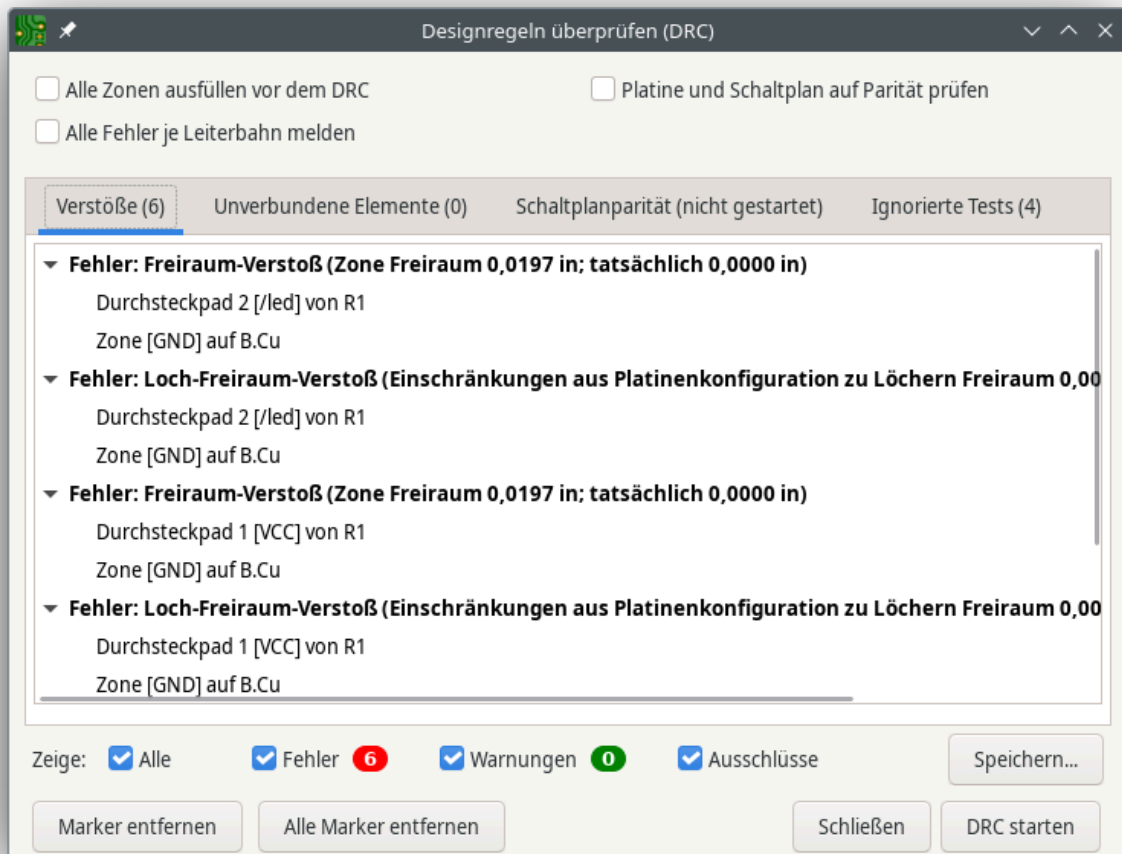 Designregeln überprüfen (DRC)
Alle Zonen ausfüllen vor dem DRC
Platine und Schaltplan auf Parität prüfen
Alle Fehler je Leiterbahn melden
Verstöße (6)
Unverbundene Elemente (0)
Schaltplanparität (nicht gestartet)
Ignorierte Tests (4)
Fehler: Freiraum-Verstoß (Zone Freiraum 0,0197 in; tatsächlich 0,0000 in)
Durchsteckpad 2 [/led] von R1
Zone [GND] auf B.Cu
Fehler: Loch-Freiraum-Verstoß (Einschränkungen aus Platinenkonfiguration zu Löchern Freiraum 0,00
Durchsteckpad 2 [/led] von R1
Zone [GND] auf B.Cu
Fehler: Freiraum-Verstoß (Zone Freiraum 0,0197 in; tatsächlich 0,0000 in)
Durchsteckpad 1 [VCC] von R1
Zone [GND] auf B.Cu
Fehler: Loch-Freiraum-Verstoß (Einschränkungen aus Platinenkonfiguration zu Löchern Freiraum 0,00
Durchsteckpad 1 [VCC] von R1
Zone [GND] auf B.Cu
Zeige:
Alle
Fehler 6
Warnungen 0
Ausschlüsse
Speichern...
Marker entfernen
Alle Marker entfernen
Schließen
DRC starten